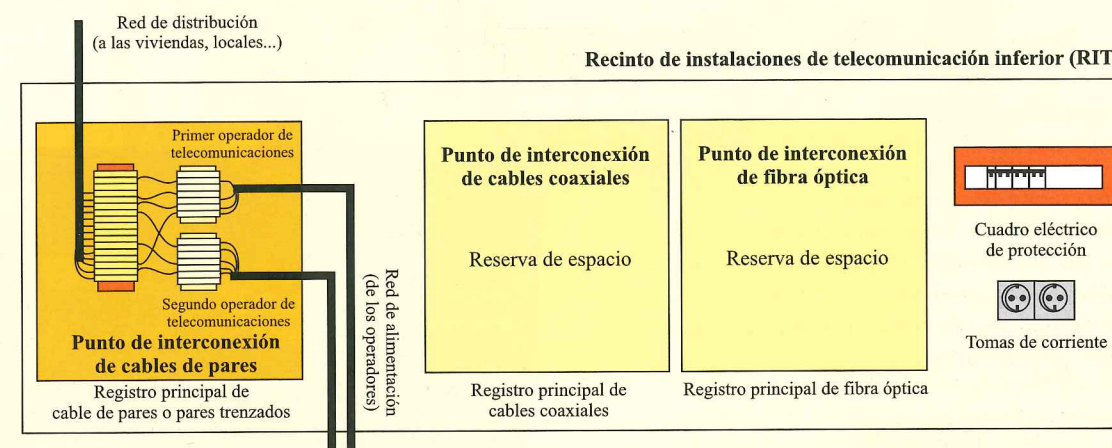 Red de distribución
(a las viviendas, locales...)
Recinto de instalaciones de telecomunicación inferior (RIT
Primer operador de
telecomunicaciones
Segundo operador de
telecomunicaciones
Punto de interconexión
de cables de pares
Registro principal de
cable de pares o pares trenzados
Red de alimentación
(de los operadores)
Punto de interconexión
de cables coaxiales
Reserva de espacio
Registro principal de
cables coaxiales
Punto de interconexión
de fibra óptica
Reserva de espacio
Registro principal de fibra óptica
Cuadro eléctrico
de protección
Tomas de corriente